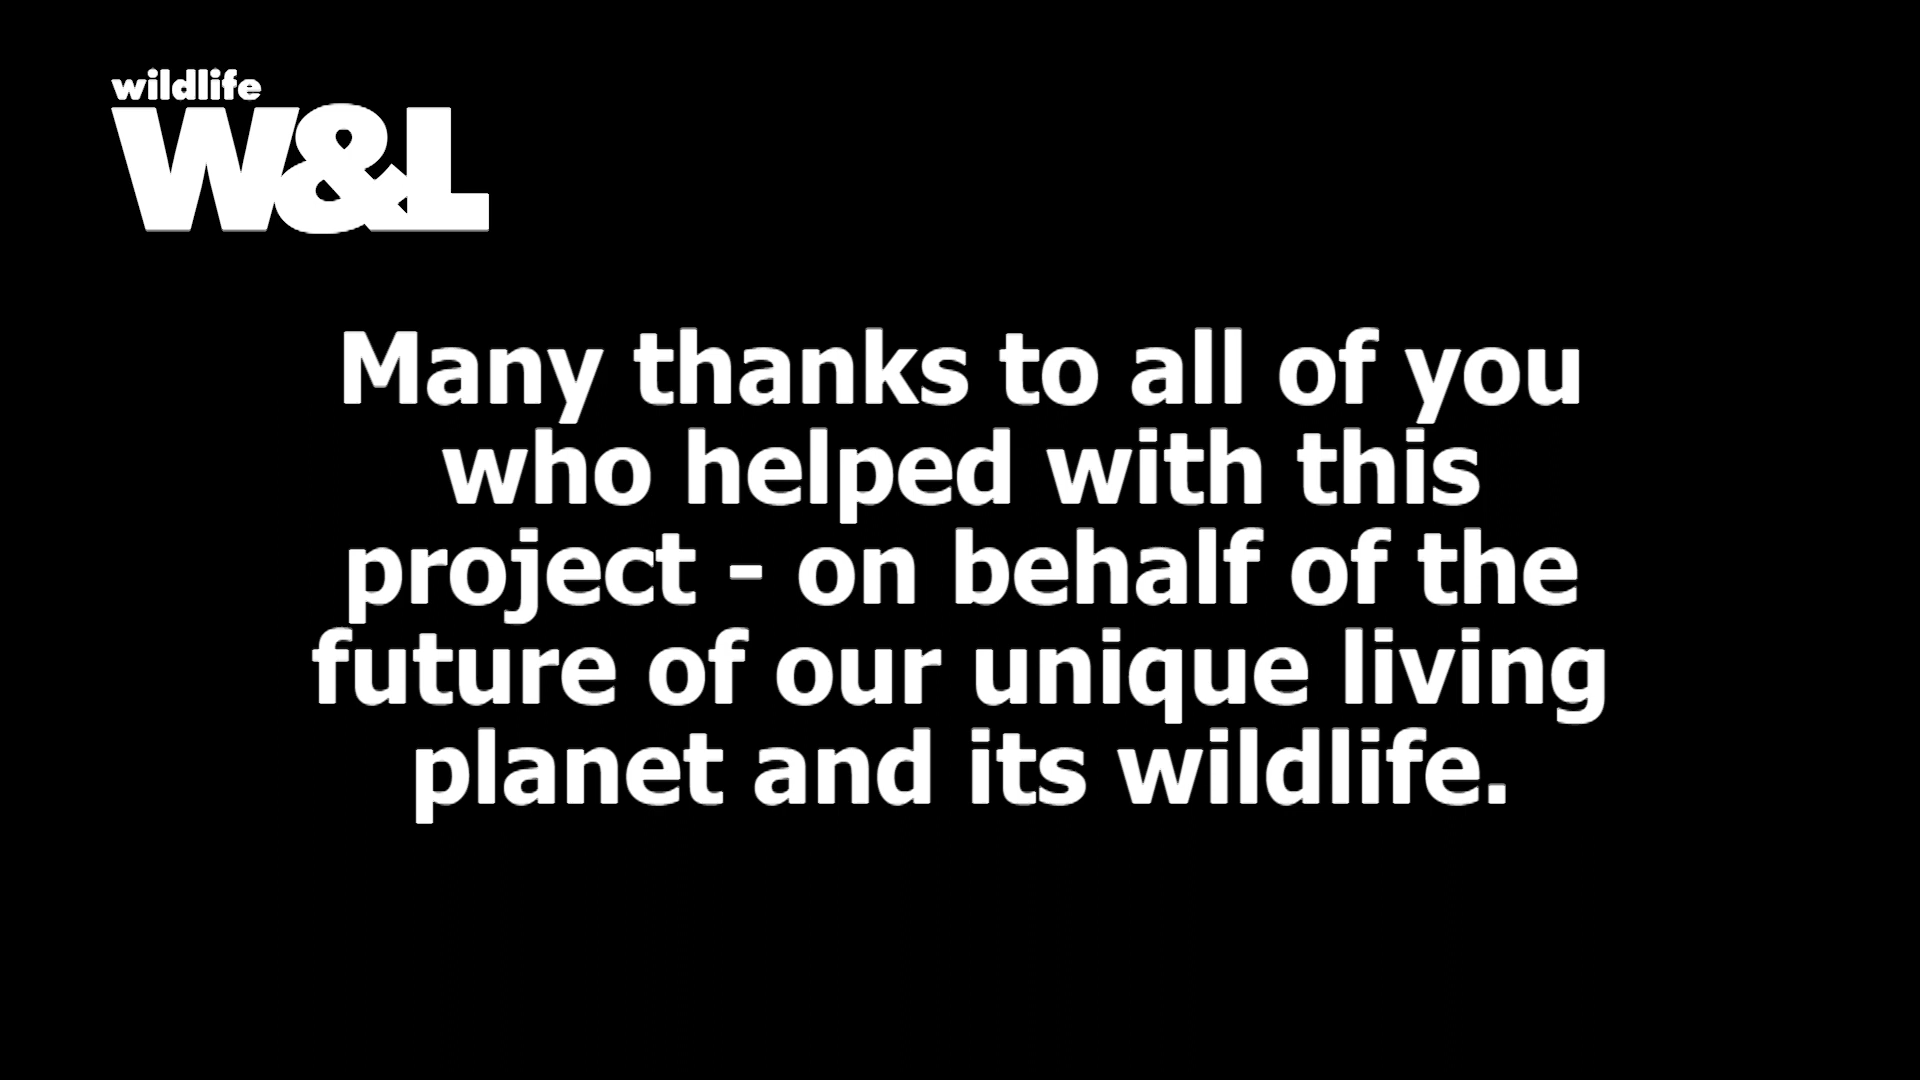 wildlife
W&L
Many thanks to all of you
who helped with this
project - on behalf of the
future of our unique living
planet and its wildlife.